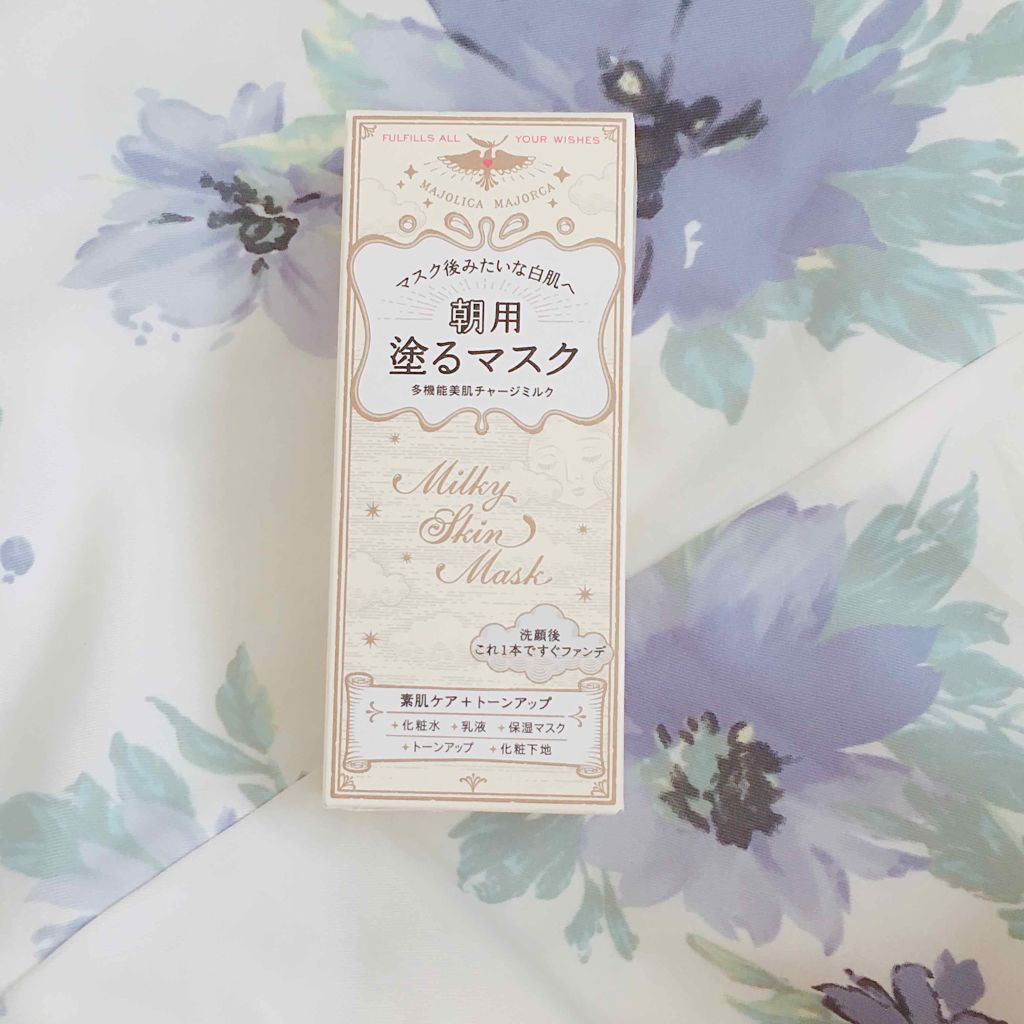 FULFILLS ALL YOUR WISHES
MAJOLICA MAJORCA
マスク後みたいな白肌へ
朝用
塗るマスク
多機能美肌チャージミルク
Milky
Skin
Mask
洗顔後
これ1本ですぐファンデ
素肌ケア+トーンアップ
+化粧水 +乳液 +保湿マスク
+トーンアップ +化粧下地